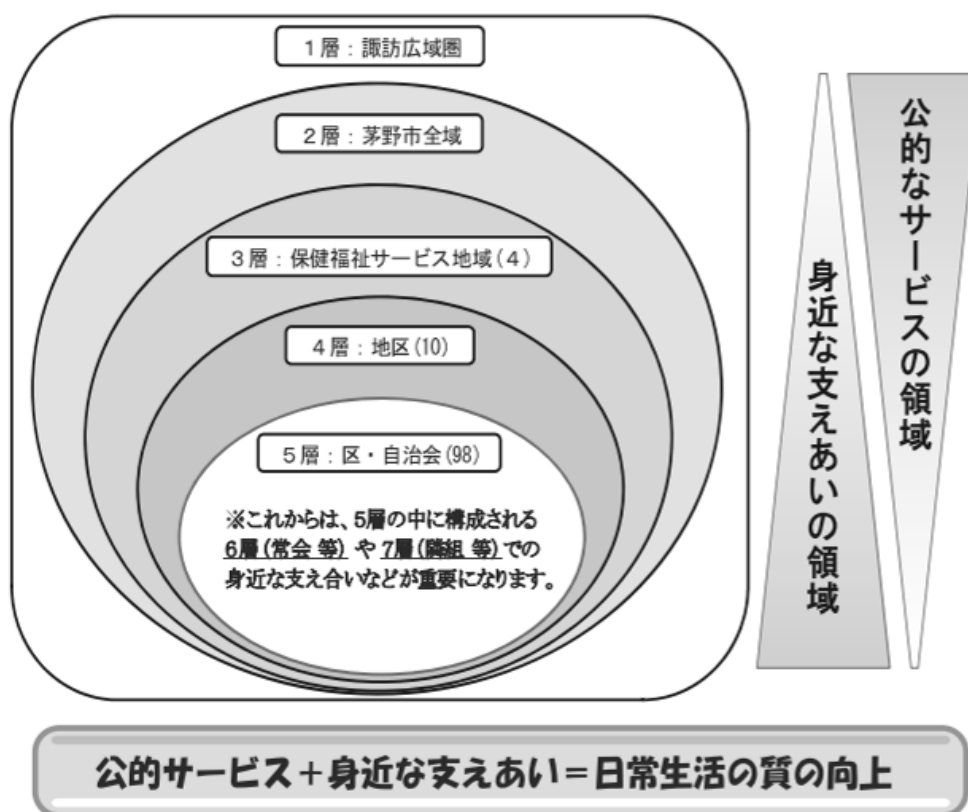 1層：諏訪広域圏
2層：茅野市全域
3層：保健福祉サービス地域(4)
4層：地区(10)
5層：区・自治会(98)
※これからは、5層の中に構成される
6層(常会 等) や 7層(隣組 等)での
身近な支え合いなどが重要になります。
公的なサービスの領域
身近な支えあいの領域
公的サービス＋身近な支えあい＝日常生活の質の向上